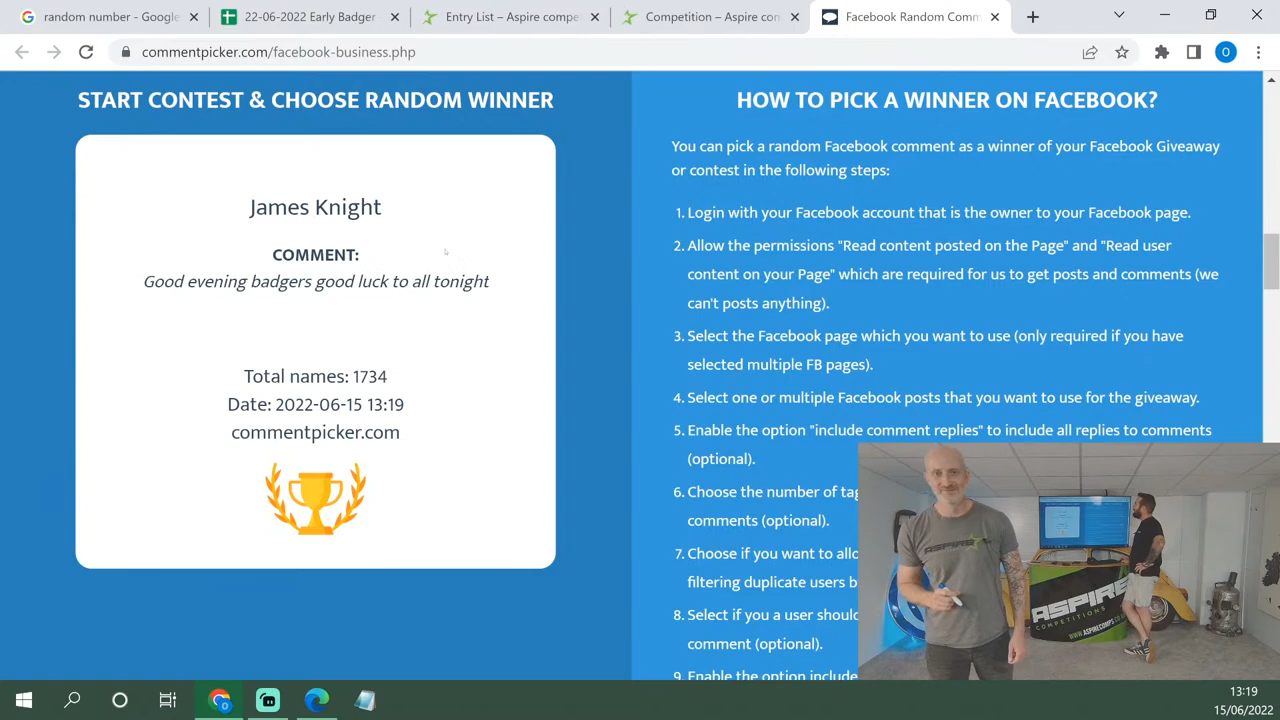 random number - Google
22-06-2022 Early Badger
Entry List – Aspire compe
Competition – Aspire con
Facebook Random Comm
commentpicker.com/facebook-business.php
O
START CONTEST & CHOOSE RANDOM WINNER
James Knight
COMMENT:
Good evening badgers good luck to all tonight
Total names: 1734
Date: 2022-06-15 13:19
commentpicker.com
HOW TO PICK A WINNER ON FACEBOOK?
You can pick a random Facebook comment as a winner of your Facebook Giveaway
or contest in the following steps:
1. Login with your Facebook account that is the owner to your Facebook page.
2. Allow the permissions "Read content posted on the Page" and "Read user
content on your Page" which are required for us to get posts and comments (we
can't posts anything).
3. Select the Facebook page which you want to use (only required if you have
selected multiple FB pages).
4. Select one or multiple Facebook posts that you want to use for the giveaway.
5. Enable the option "include comment replies" to include all replies to comments
(optional).
6. Choose the number of tag
comments (optional).
7. Choose if you want to allo
filtering duplicate users b
8. Select if you a user shoul
comment (optional).
9. Enable the option include
ASPIRE
COMPETITIONS
WWW.ASPIRECOMPS.CO
13:19
15/06/2022